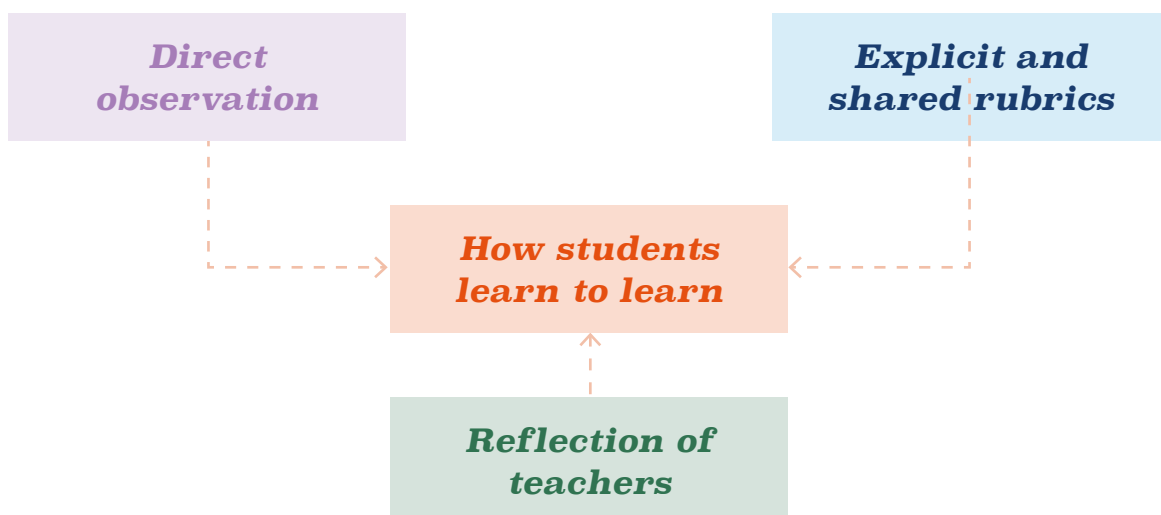 Direct
observation
Explicit and
shared rubrics
How students
learn to learn
Reflection of
teachers